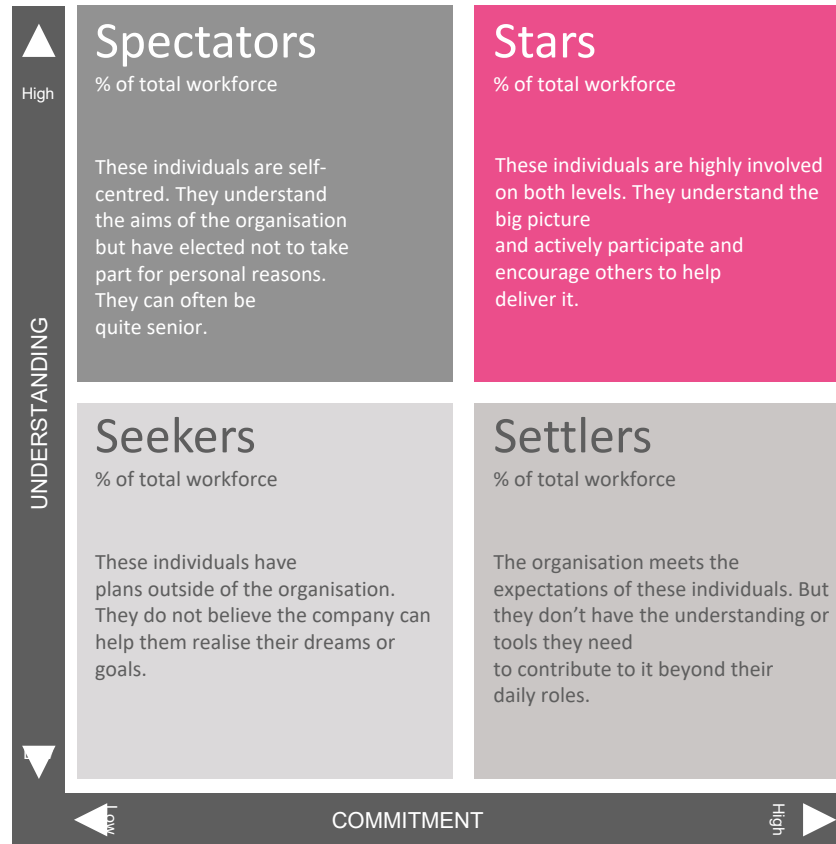 High
UNDERSTANDING
Spectators
% of total workforce
These individuals are self-
centred. They understand
the aims of the organisation
but have elected not to take
part for personal reasons.
They can often be
quite senior.
Stars
% of total workforce
These individuals are highly involved
on both levels. They understand the
big picture
and actively participate and
encourage others to help
deliver it.
Seekers
% of total workforce
These individuals have
plans outside of the organisation.
They do not believe the company can
help them realise their dreams or
goals.
Settlers
% of total workforce
The organisation meets the
expectations of these individuals. But
they don’t have the understanding or
tools they need
to contribute to it beyond their
daily roles.
Low
COMMITMENT
High